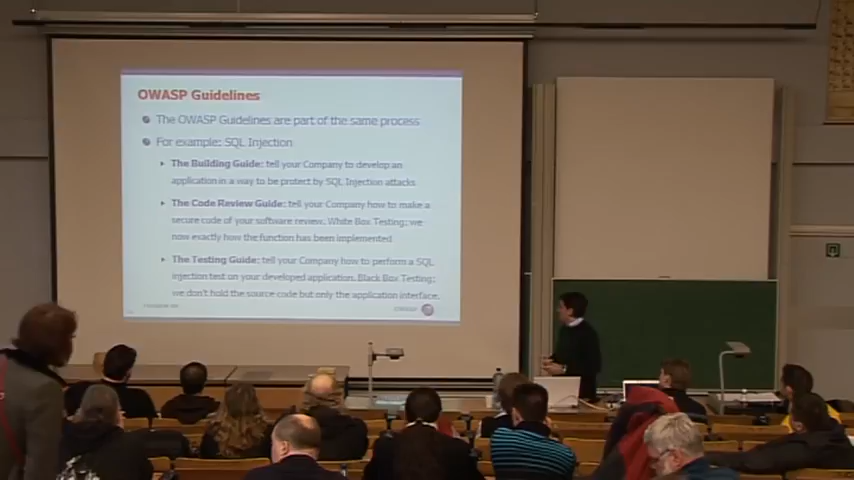 OWASP Guidelines
The OWASP Guidelines are part of the same process
For example: SQL Injection
The Building Guide: tell your Company to develop an
application in a way to be protect by SQL Injection attacks
The Code Review Guide: tell your Company how to make a
secure code of your software review. White Box Testing: we
now exactly how the function has been implemented
The Testing Guide: tell your Company how to perform a SQL
injection test on your developed application. Black Box Testing:
we don't hold the source code but only the application interface.
OWASP